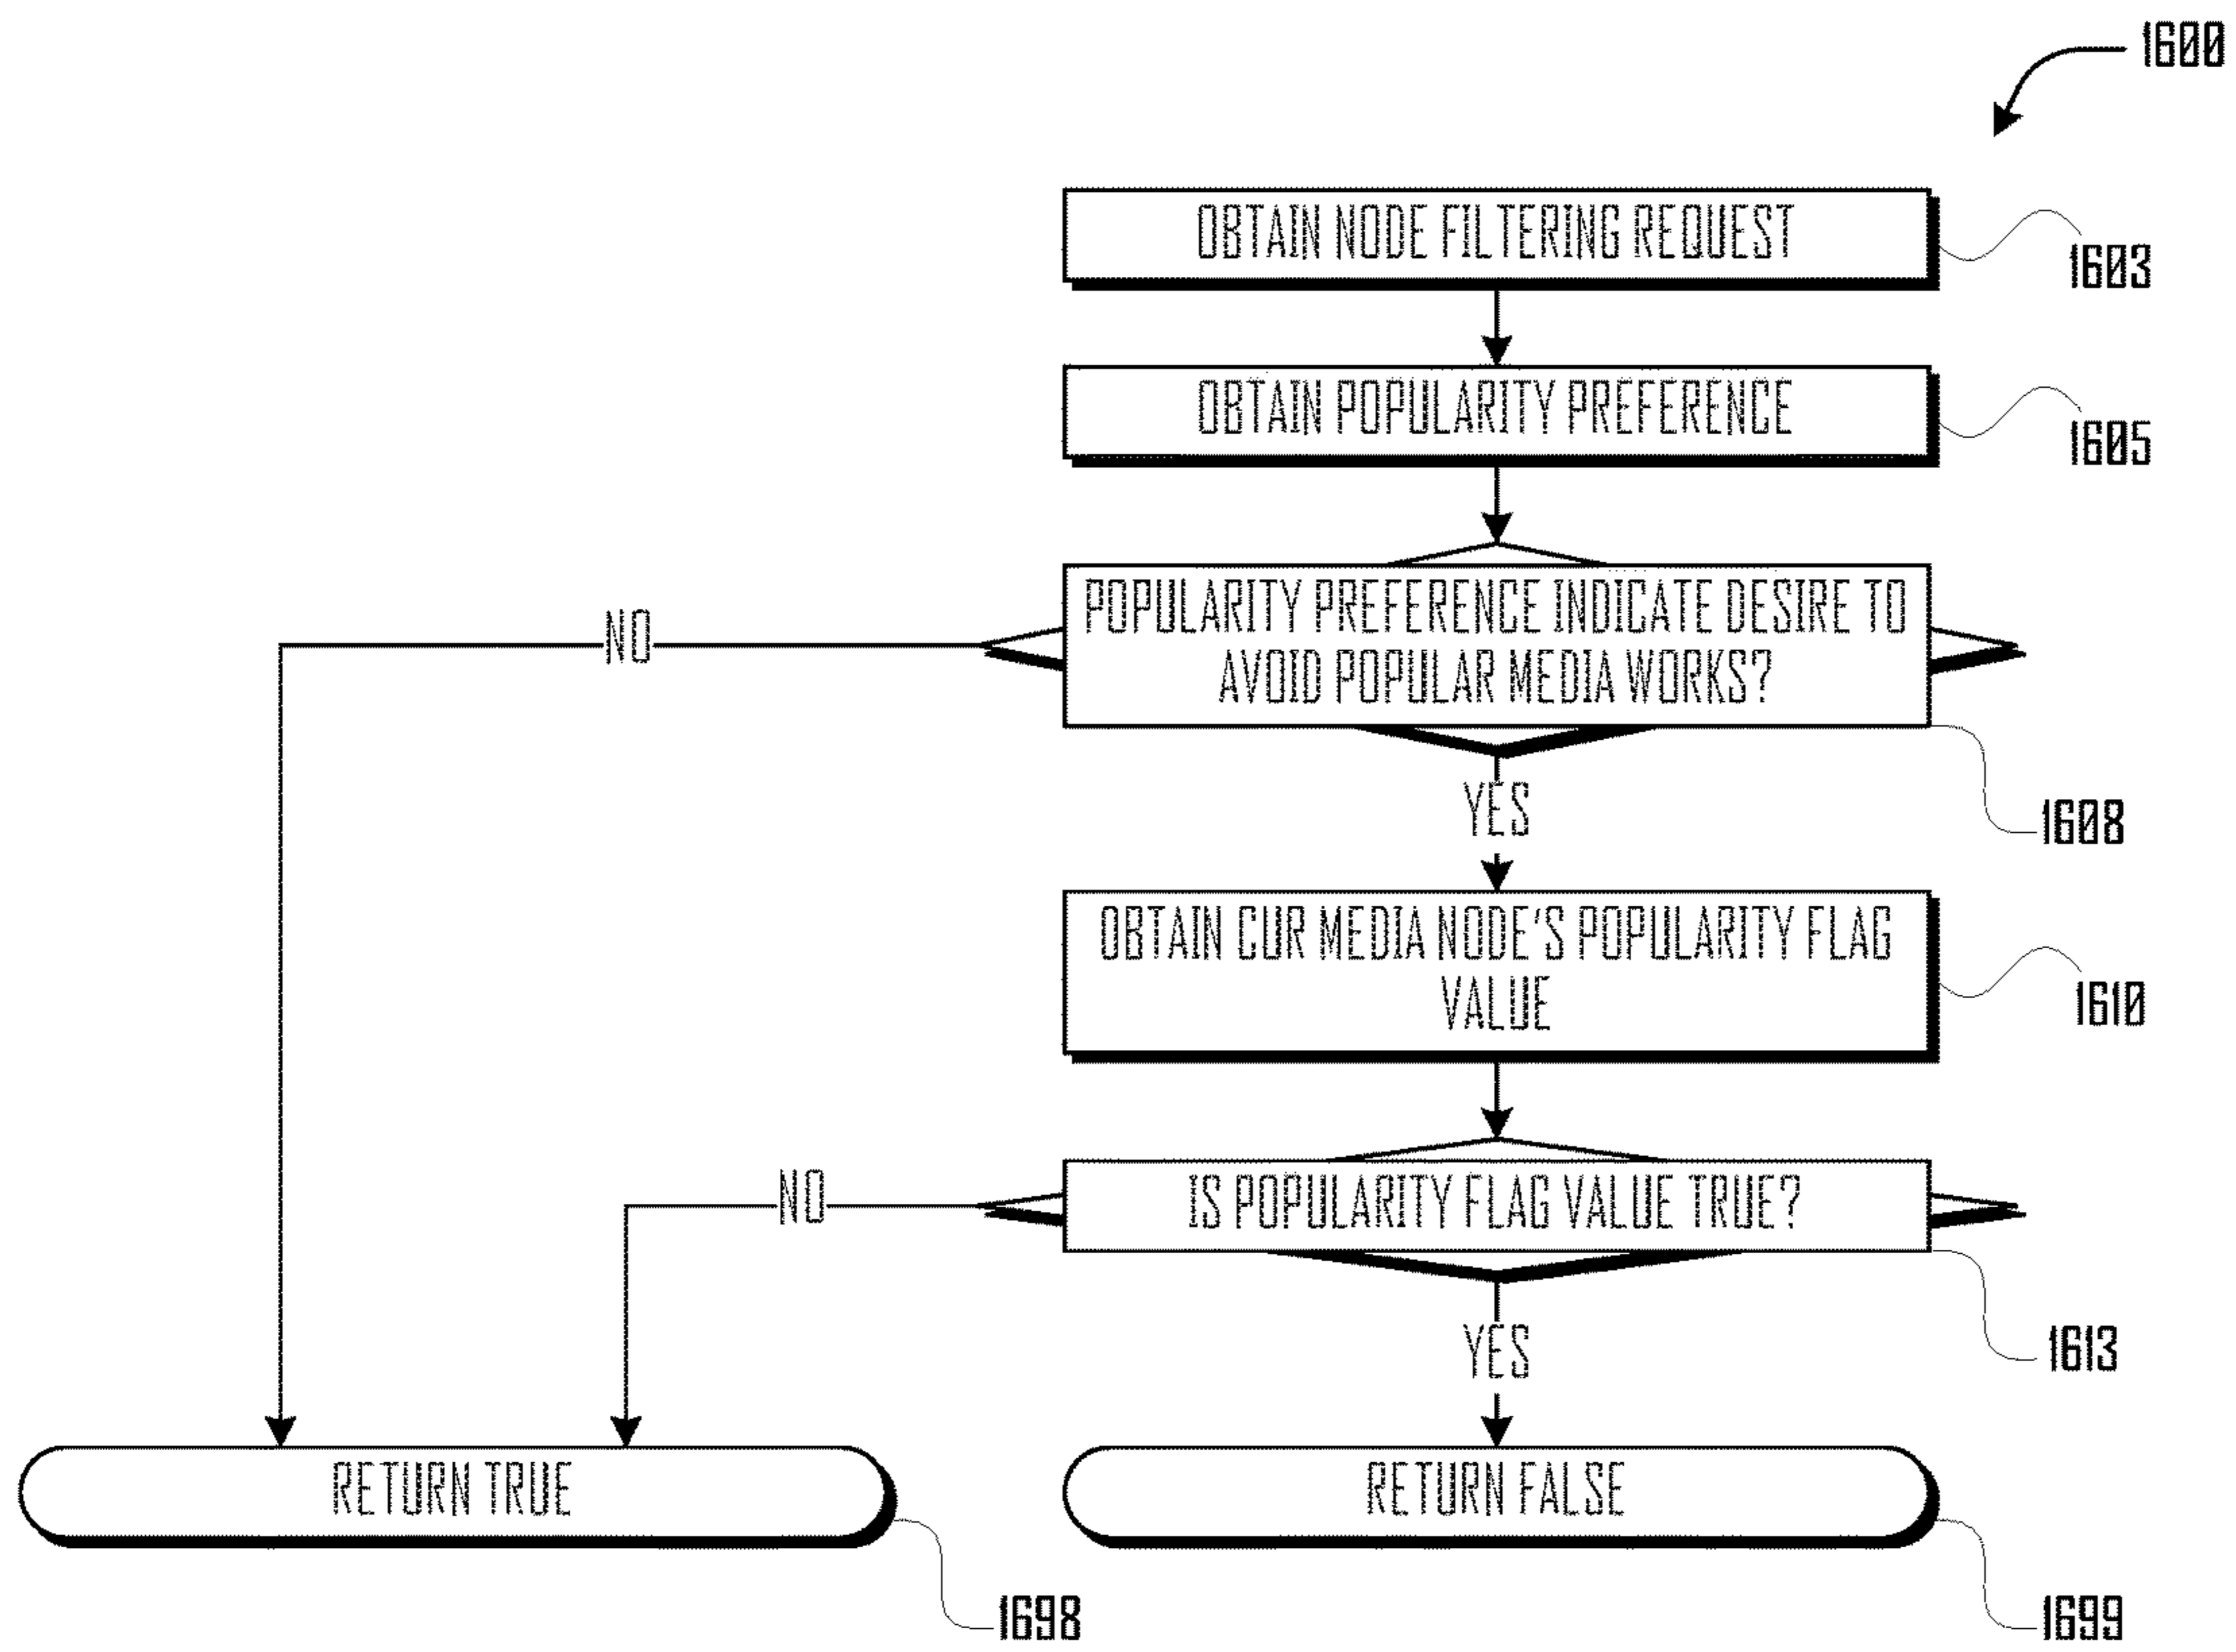 1600
OBTAIN NODE FILTERING REQUEST
1603
OBTAIN POPULARITY PREFERENCE
1605
POPULARITY PREFERENCE INDICATE DESIRE TO
AVOID POPULAR MEDIA WORKS?
NO
YES
1608
OBTAIN CUR MEDIA NODE'S POPULARITY FLAG
VALUE
1610
IS POPULARITY FLAG VALUE TRUE?
NO
YES
1613
RETURN TRUE
RETURN FALSE
1698
1699